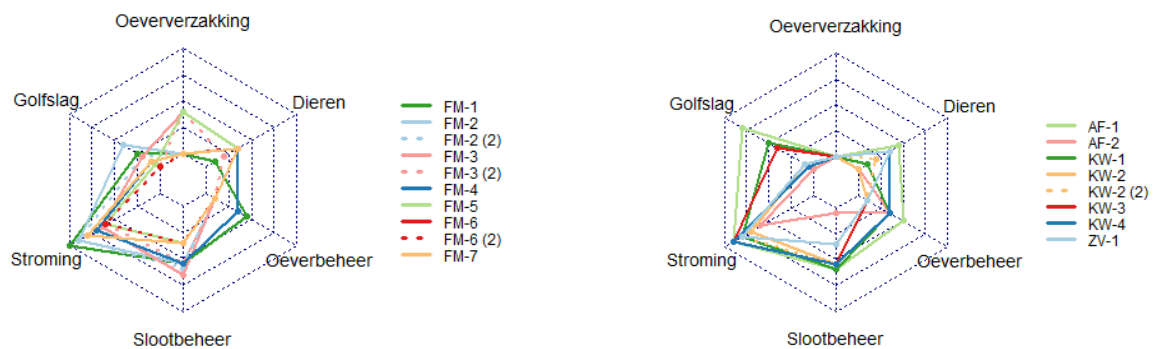 Oeververzakking
Golfslag
Dieren
Stroming
Oeverbeheer
Slootbeheer
FM-1
FM-2
FM-2 (2)
FM-3
FM-3 (2)
FM-4
FM-5
FM-6
FM-6 (2)
FM-7
Oeververzakking
Golfslag
Dieren
Stroming
Oeverbeheer
Slootbeheer
AF-1
AF-2
KW-1
KW-2
KW-2 (2)
KW-3
KW-4
ZV-1